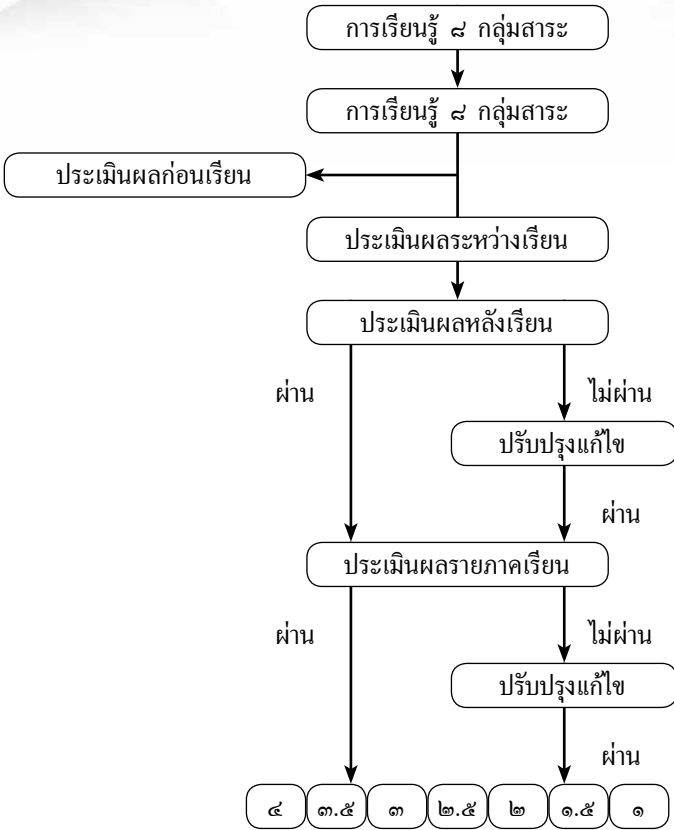 การเรียนรู้ ๘ กลุ่มสาระ
การเรียนรู้ ๘ กลุ่มสาระ
ประเมินผลก่อนเรียน
ประเมินผลระหว่างเรียน
ประเมินผลหลังเรียน
ผ่าน ไม่ผ่าน
ปรับปรุงแก้ไข
ผ่าน
ประเมินผลรายภาคเรียน
ผ่าน ไม่ผ่าน
ปรับปรุงแก้ไข
ผ่าน
๔ ๓.๕ ๓ ๒.๕ ๒ ๑.๕ ๑